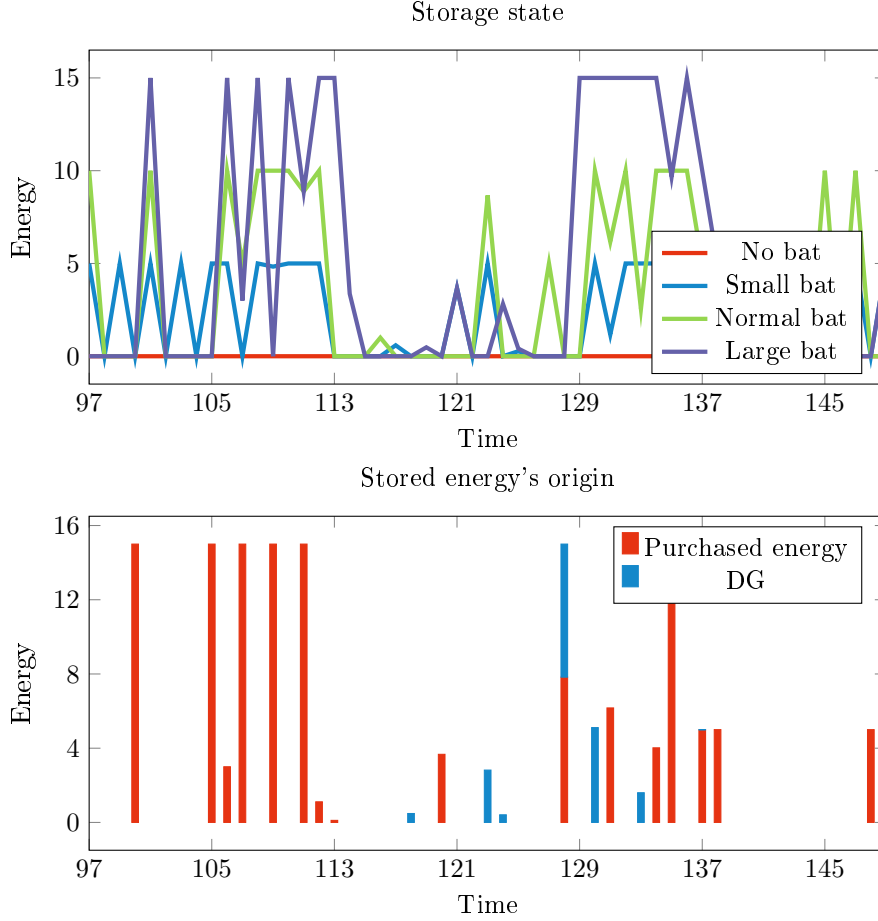 Storage state
15
10
5
0
Energy
97 105 113 121 129 137 145
Time
No bat
Small bat
Normal bat
Large bat
Stored energy's origin
16
12
8
4
0
Energy
97 105 113 121 129 137 145
Time
Purchased energy
DG